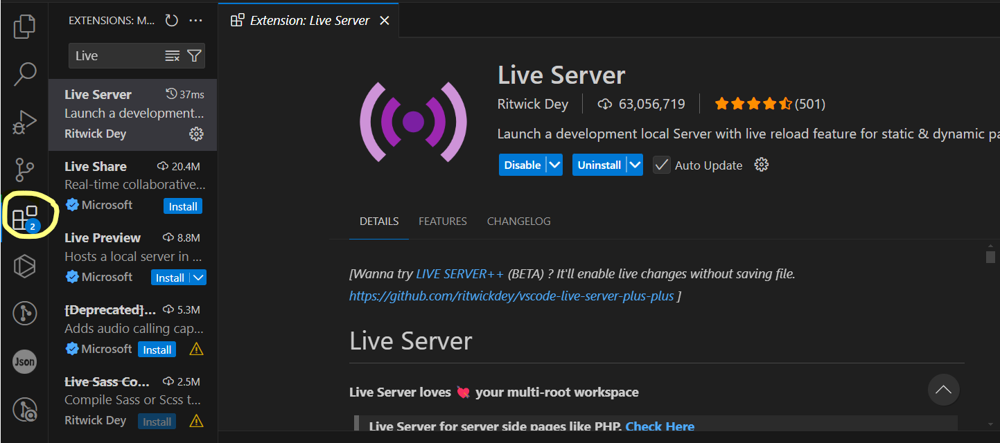 EXTENSIONS: M...
Live
Live Server 37ms
Launch a development...
Ritwick Dey
Live Share 20.4M
Real-time collaborative...
Microsoft Install
2
Live Preview 8.8M
Hosts a local server in ...
Microsoft Install
[Deprecated]... 5.3M
Adds audio calling cap...
Microsoft Install
Json
Live Sass Co... 2.5M
Compile Sass or Scss t...
Ritwick Dey Install
Extension: Live Server
Live Server
Ritwick Dey 63,056,719 (501)
Launch a development local Server with live reload feature for static & dynamic pa
Disable Uninstall Auto Update
DETAILS FEATURES CHANGELOG
[Wanna try LIVE SERVER++ (BETA) ? It'll enable live changes without saving file.
https://github.com/ritwickdey/vscode-live-server-plus-plus ]
Live Server
Live Server loves 💘 your multi-root workspace
Live Server for server side pages like PHP. Check Here